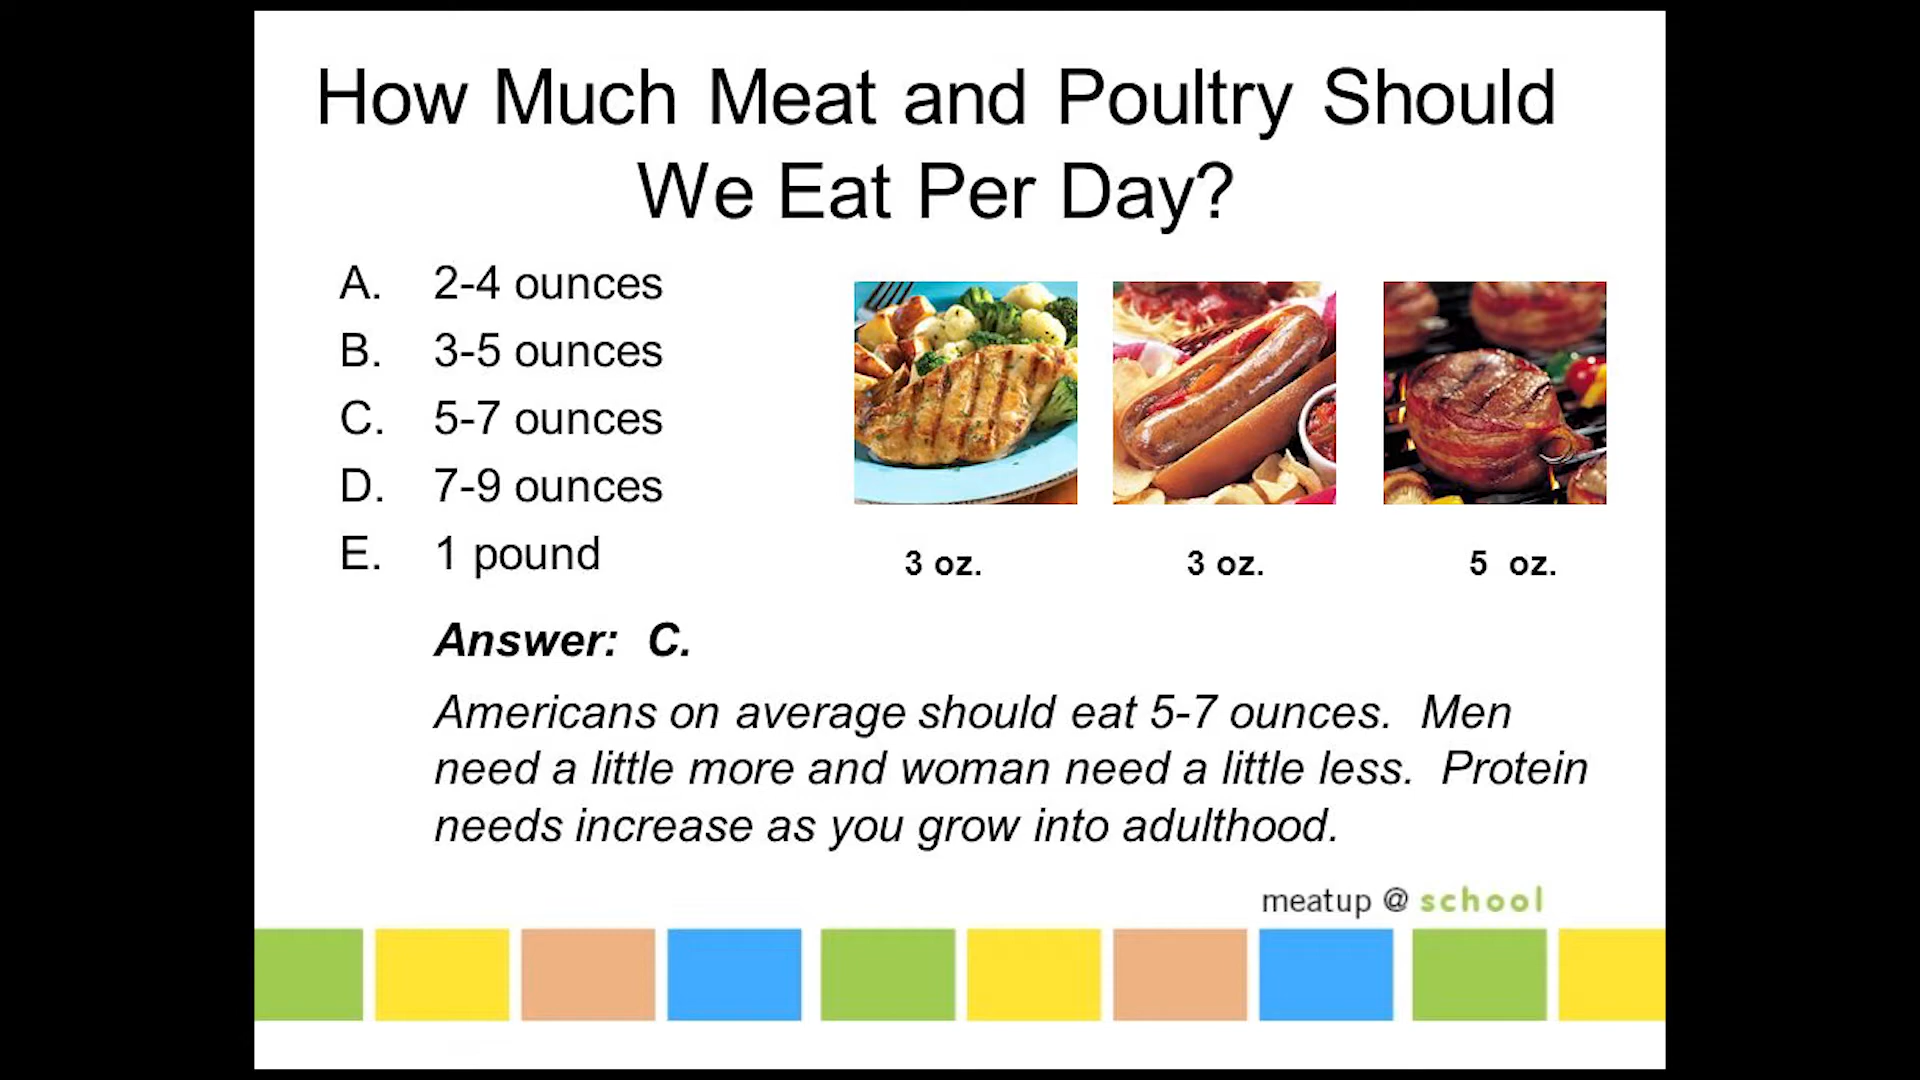 How Much Meat and Poultry Should
We Eat Per Day?
A. 2-4 ounces
B. 3-5 ounces
C. 5-7 ounces
D. 7-9 ounces
E. 1 pound
3 oz. 3 oz. 5 oz.
Answer: C.
Americans on average should eat 5-7 ounces. Men
need a little more and woman need a little less. Protein
needs increase as you grow into adulthood.
meatup @ school